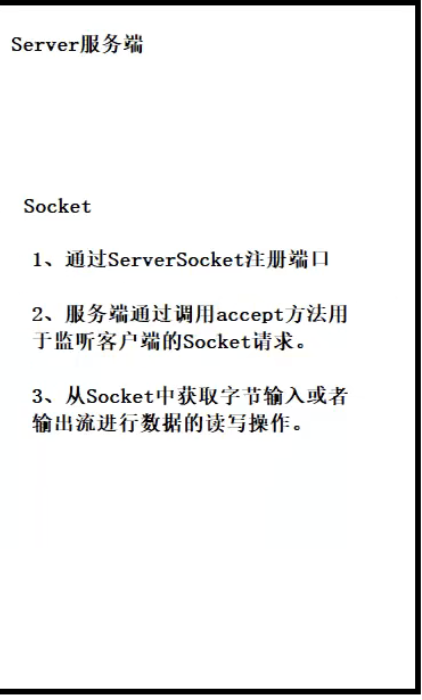 Server服务端
Socket
1、通过ServerSocket注册端口
2、服务端通过调用accept方法用
于监听客户端的Socket请求。
3、从Socket中获取字节输入或者
输出流进行数据的读写操作。